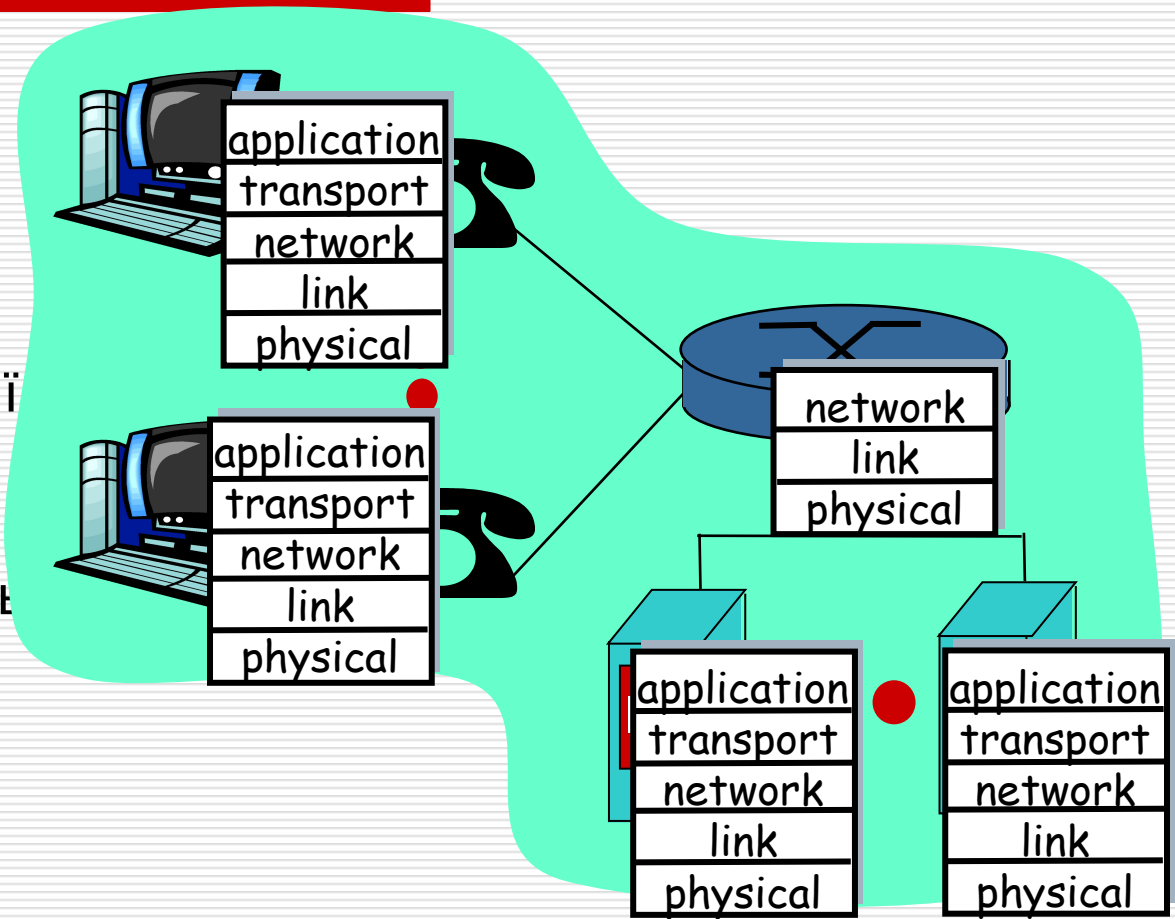 application
transport
network
link
physical
ї
application
transport
network
link
physical
network
link
physical
application
transport
network
link
physical
application
transport
network
link
physical